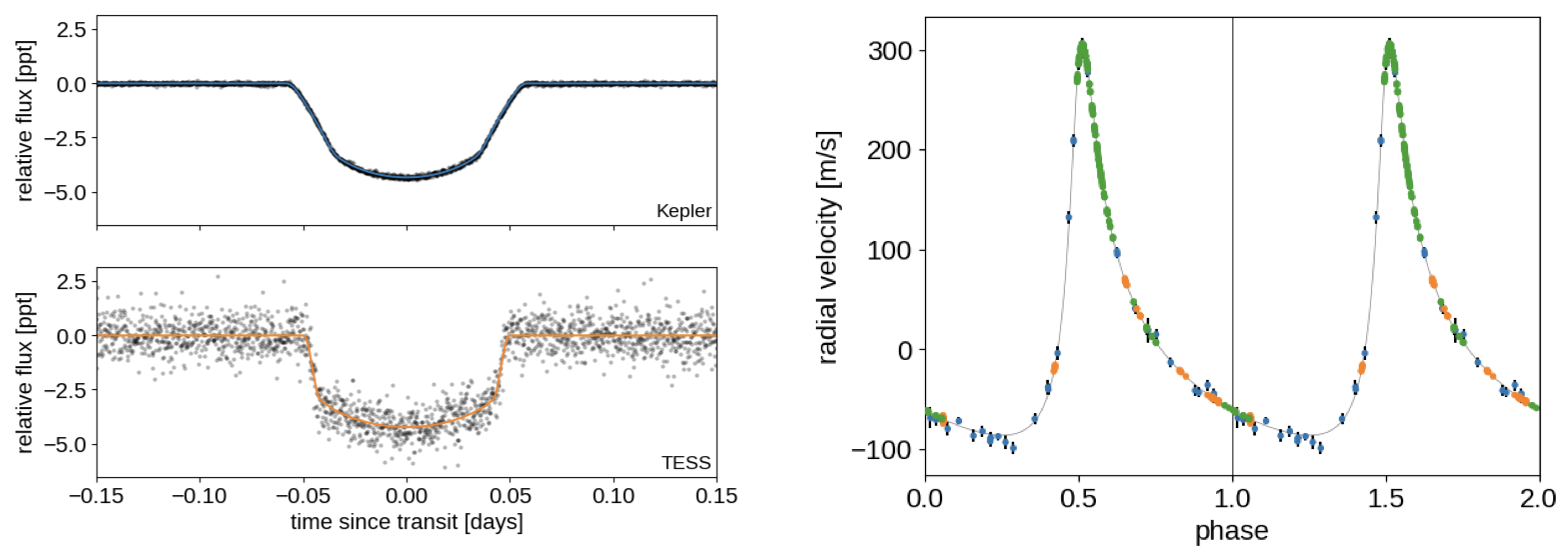 2.5
0.0
−2.5
−5.0
relative flux [ppt]
Kepler
2.5
0.0
−2.5
−5.0
relative flux [ppt]
TESS
−0.15 −0.10 −0.05 0.00 0.05 0.10 0.15
time since transit [days]
300
200
100
0
−100
radial velocity [m/s]
0.0 0.5 1.0 1.5 2.0
phase